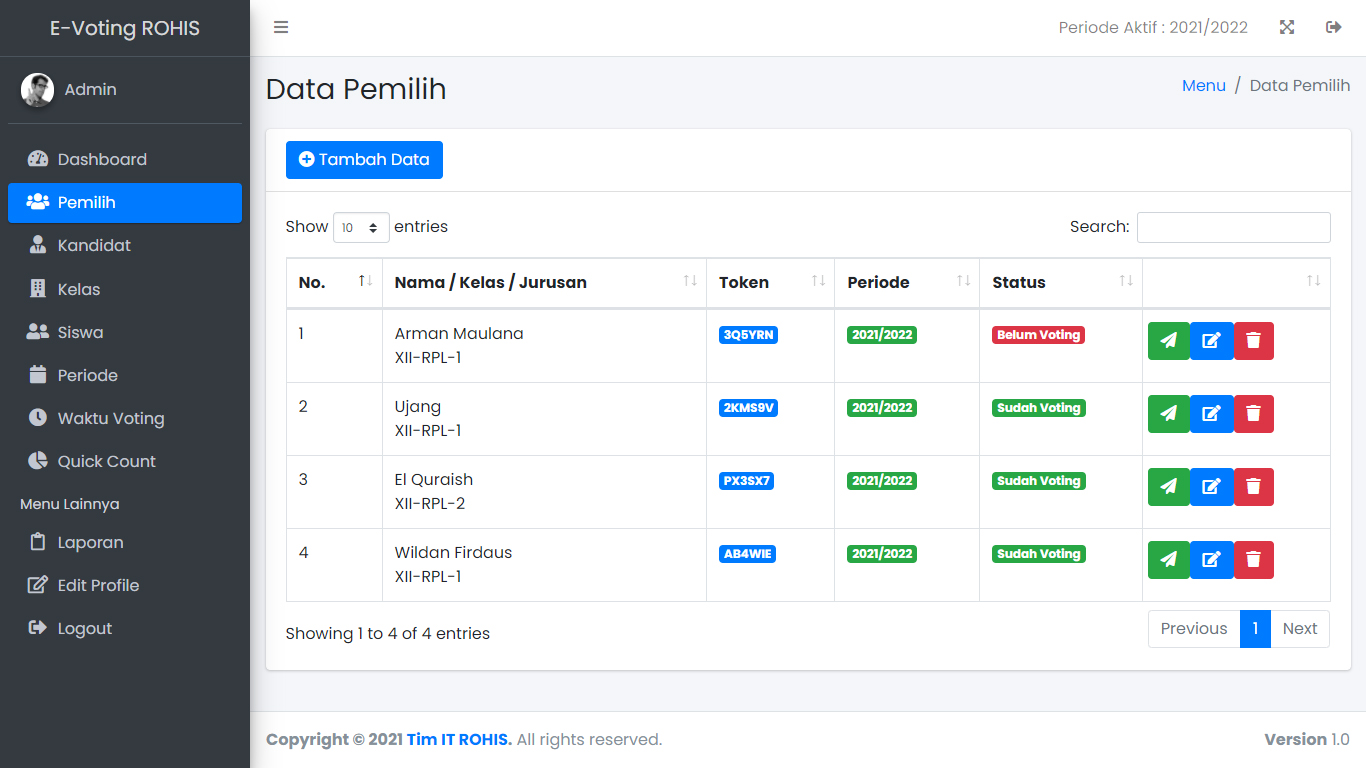 E-Voting ROHIS
Periode Aktif : 2021/2022
Admin
Dashboard
Pemilih
Kandidat
Kelas
Siswa
Periode
Waktu Voting
Quick Count
Menu Lainnya
Laporan
Edit Profile
Logout
Data Pemilih
Menu / Data Pemilih
Tambah Data
Show 10 entries
Search:
No. Nama / Kelas / Jurusan Token Periode Status
1 Arman Maulana 3Q5YRN 2021/2022 Belum Voting
XII-RPL-1
2 Ujang 2KMS9V 2021/2022 Sudah Voting
XII-RPL-1
3 El Quraish PX3SX7 2021/2022 Sudah Voting
XII-RPL-2
4 Wildan Firdaus AB4WIE 2021/2022 Sudah Voting
XII-RPL-1
Showing 1 to 4 of 4 entries
Previous 1 Next
Copyright © 2021 Tim IT ROHIS. All rights reserved.
Version 1.0